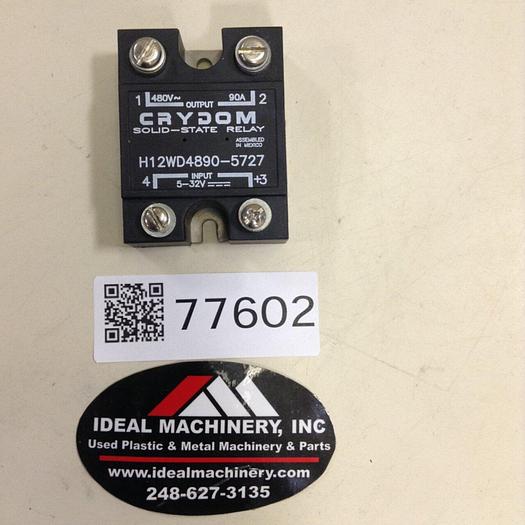 1 480V~ 90A 2
OUTPUT
CRYDOM
SOLID-STATE RELAY
ASSEMBLED
IN MEXICO
H12WD4890-5727
4 INPUT +3
5-32V
77602
IDEAL MACHINERY, INC
Used Plastic & Metal Machinery & Parts
www.idealmachinery.com
248-627-3135